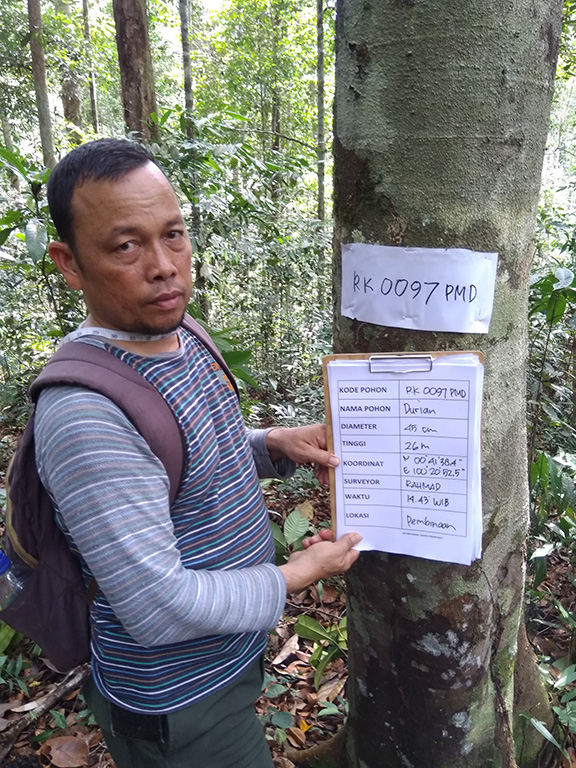 RK 0097 PMD
KODE POHON RK 0097 PMD
NAMA POHON Durian
DIAMETER 45 cm
TINGGI 26 m
KOORDINAT N 00°41'38.4" E 100°20'52.5"
SURVEYOR RAHMAD
WAKTU 14.43 WIB
LOKASI Pembinaan